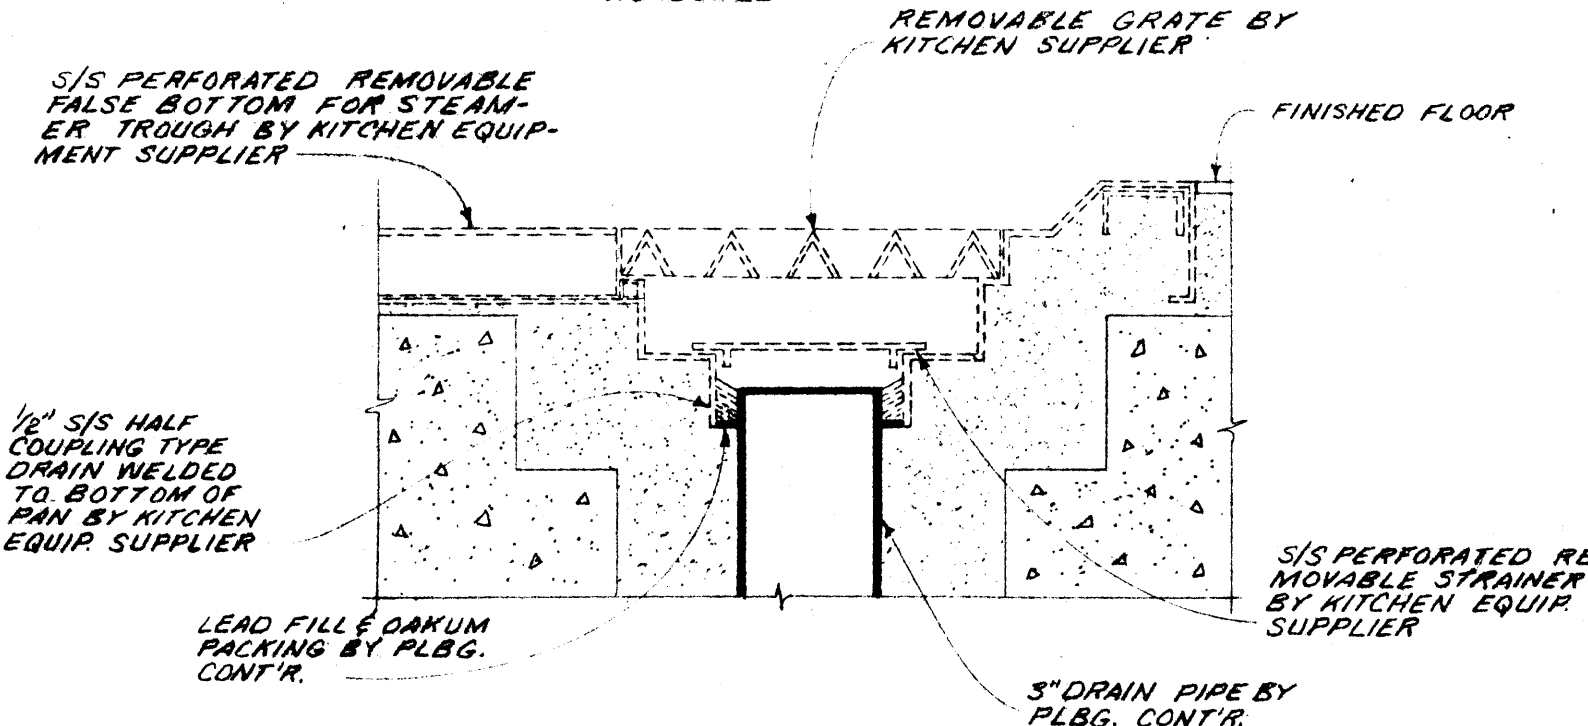 REMOVABLE GRATE BY
KITCHEN SUPPLIER
S/S PERFORATED REMOVABLE
FALSE BOTTOM FOR STEAM-
ER TROUGH BY KITCHEN EQUIP-
MENT SUPPLIER
FINISHED FLOOR
1/2" S/S HALF
COUPLING TYPE
DRAIN WELDED
TO BOTTOM OF
PAN BY KITCHEN
EQUIP. SUPPLIER
LEAD FILL & OAKUM
PACKING BY PLBG.
CONT'R.
S/S PERFORATED RE
MOVABLE STRAINER
BY KITCHEN EQUIP.
SUPPLIER
3" DRAIN PIPE BY
PLBG. CONT'R.